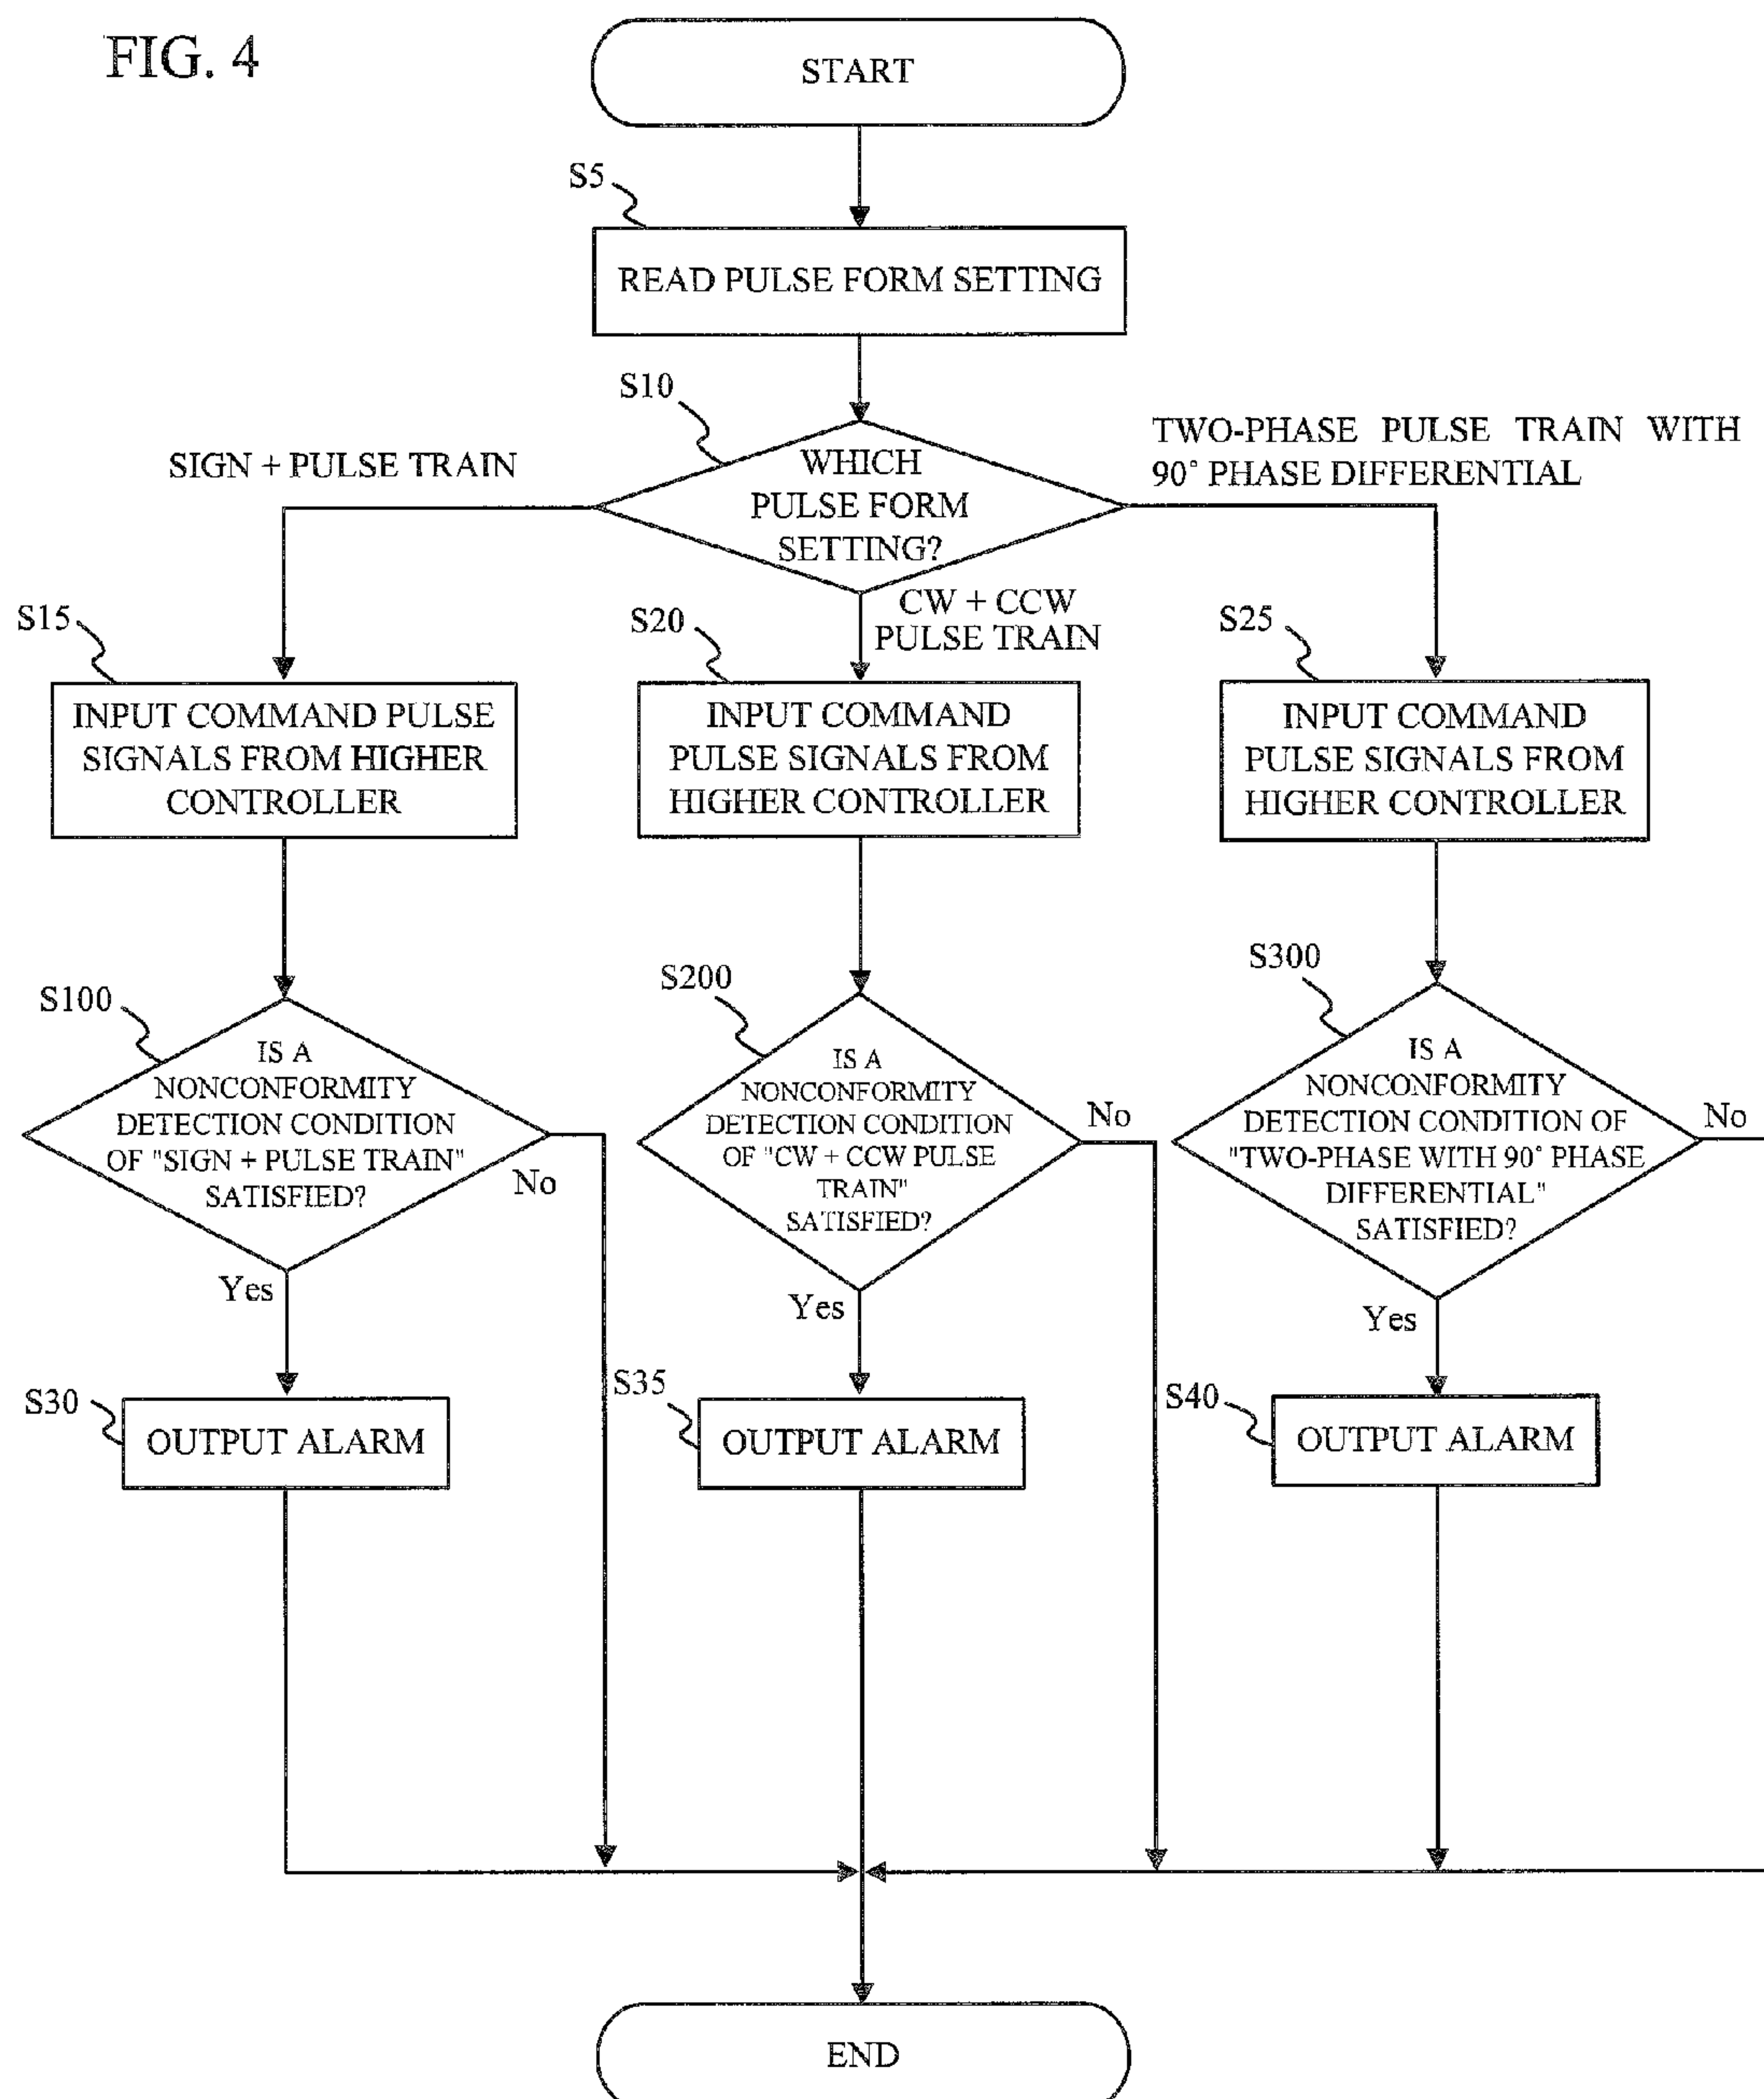 FIG. 4
START
S5
READ PULSE FORM SETTING
S10
WHICH
PULSE FORM
SETTING?
SIGN + PULSE TRAIN
TWO-PHASE PULSE TRAIN WITH
90° PHASE DIFFERENTIAL
CW + CCW
PULSE TRAIN
S15
INPUT COMMAND PULSE
SIGNALS FROM HIGHER
CONTROLLER
S20
INPUT COMMAND
PULSE SIGNALS FROM
HIGHER CONTROLLER
S25
INPUT COMMAND
PULSE SIGNALS FROM
HIGHER CONTROLLER
S100
IS A
NONCONFORMITY
DETECTION CONDITION
OF "SIGN + PULSE TRAIN"
SATISFIED?
No
Yes
S200
IS A
NONCONFORMITY
DETECTION CONDITION
OF "CW + CCW PULSE
TRAIN"
SATISFIED?
No
Yes
S300
IS A
NONCONFORMITY
DETECTION CONDITION OF
"TWO-PHASE WITH 90° PHASE
DIFFERENTIAL"
SATISFIED?
No
Yes
S30
OUTPUT ALARM
S35
OUTPUT ALARM
S40
OUTPUT ALARM
END